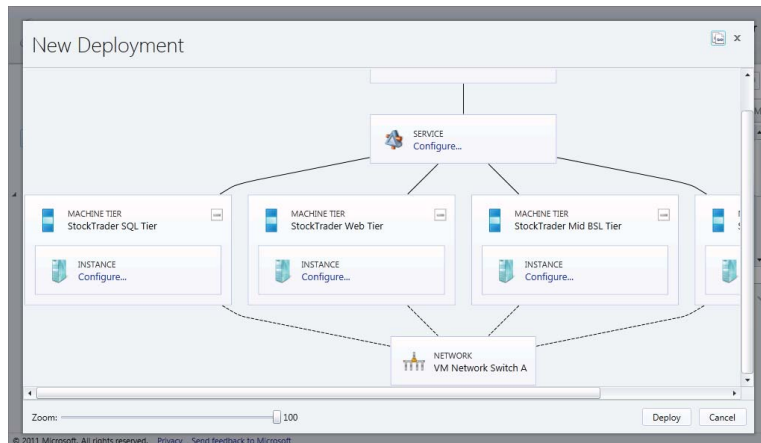 New Deployment
x
SERVICE
Configure...
MACHINE TIER
StockTrader SQL Tier
MACHINE TIER
StockTrader Web Tier
MACHINE TIER
StockTrader Mid BSL Tier
INSTANCE
Configure...
INSTANCE
Configure...
INSTANCE
Configure...
NETWORK
VM Network Switch A
Zoom: 100
Deploy Cancel
© 2011 Microsoft. All rights reserved. Privacy Send feedback to Microsoft